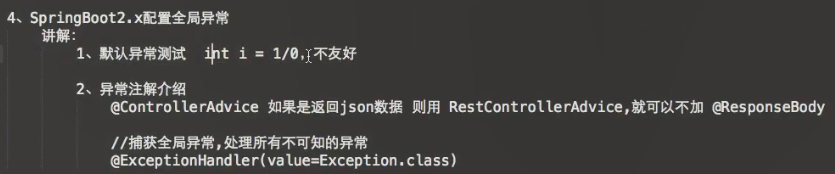 4、SpringBoot2.x配置全局异常
讲解:
1、默认异常测试 int i = 1/0，不友好
2、异常注解介绍
@ControllerAdvice 如果是返回json数据 则用 RestControllerAdvice,就可以不加 @ResponseBody
//捕获全局异常,处理所有不可知的异常
@ExceptionHandler(value=Exception.class)